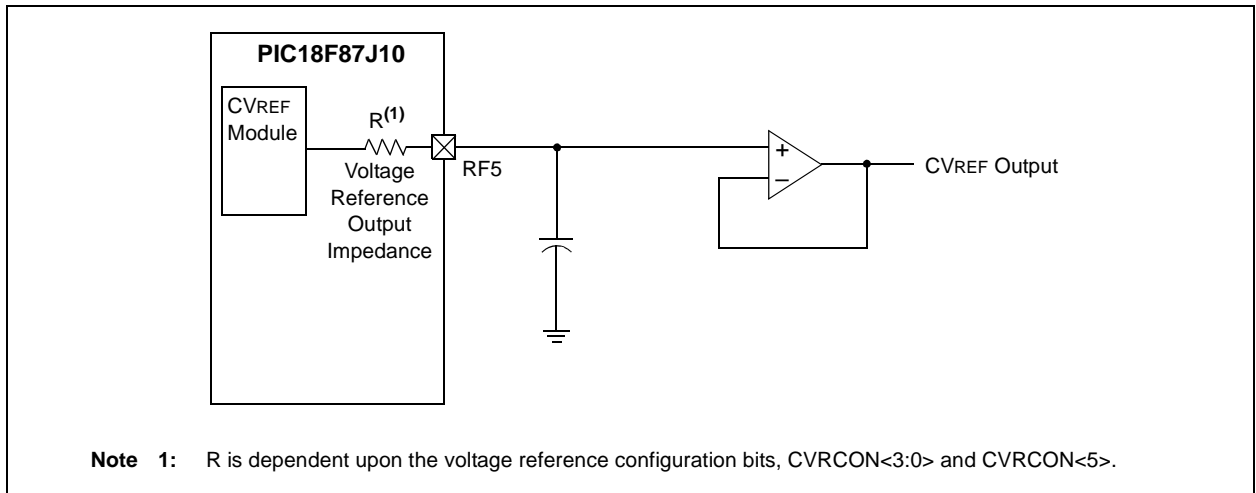 PIC18F87J10
CVREF
Module
R(1)
Voltage
Reference
Output
Impedance
RF5
+
–
CVREF Output
Note 1: R is dependent upon the voltage reference configuration bits, CVRCON<3:0> and CVRCON<5>.